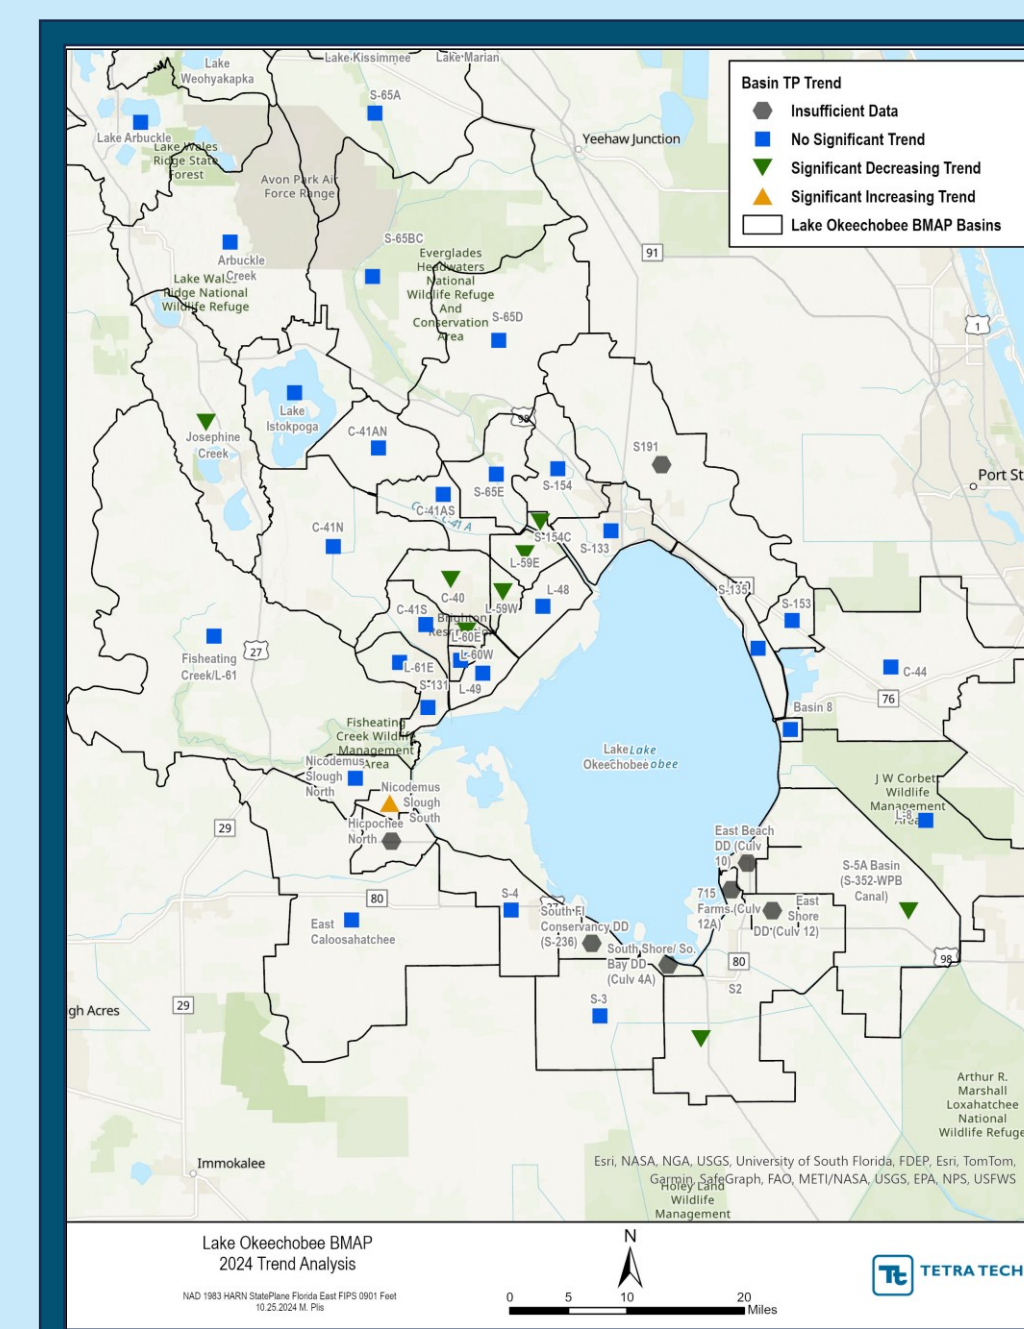 Lake
Weohyakapka
Lake Kissimmee
Lake Marian
S-65A
Lake Arbuckle
Lake Wales
Ridge State
Forest
Avon Park Air
Force Range
Yeehaw Junction
Basin TP Trend
Insufficient Data
No Significant Trend
Significant Decreasing Trend
Significant Increasing Trend
Lake Okeechobee BMAP Basins
S-65BC
91
Arbuckle
Creek
Everglades
Headwaters
National
Wildlife Refuge
And
Conservation
Area
Lake Wales
Ridge National
Wildlife Refuge
S-65D
1
Lake
Istokpoga
98
C-41AN
Josephine
Creek
S191
Port St
S-65E
S-154
C-41AS
C-41 A
C-41N
S-154C
S-133
L-59E
C-40
L-59W
L-48
S-135
S-153
C-41S
Brighton
L-60E
L-60W
Fisheating
Creek/L-61
27
L-61E
S-131
L-49
C-44
76
Basin 8
Fisheating
Creek Wildlife
Management
Area
Lake
Okeechobee
Lake
Nicodemus
Slough
North
Nicodemus
Slough
South
J W Corbett
Wildlife
Management
L-8
29
Hicpochee
North
East Beach
DD (Culv
10)
S-5A Basin
(S-352-WPB
Canal)
80
S-4
715
Farms (Culv
12A)
East
Shore
DD (Culv 12)
East
Caloosahatchee
South Fl
Conservancy DD
(S-236)
South Shore/ So.
Bay DD
(Culv 4A)
80
98
S2
29
gh Acres
S-3
Arthur R.
Marshall
Loxahatchee
National
Wildlife Refuge
Immokalee
Esri, NASA, NGA, USGS, University of South Florida, FDEP, Esri, TomTom,
Garmin, SafeGraph, FAO, METI/NASA, USGS, EPA, NPS, USFWS
Holey Land
Wildlife
Management
Lake Okeechobee BMAP
2024 Trend Analysis
NAD 1983 HARN StatePlane Florida East FIPS 0901 Feet
10.25.2024 M. Plis
N
0 5 10 20
Miles
Tt TETRA TECH